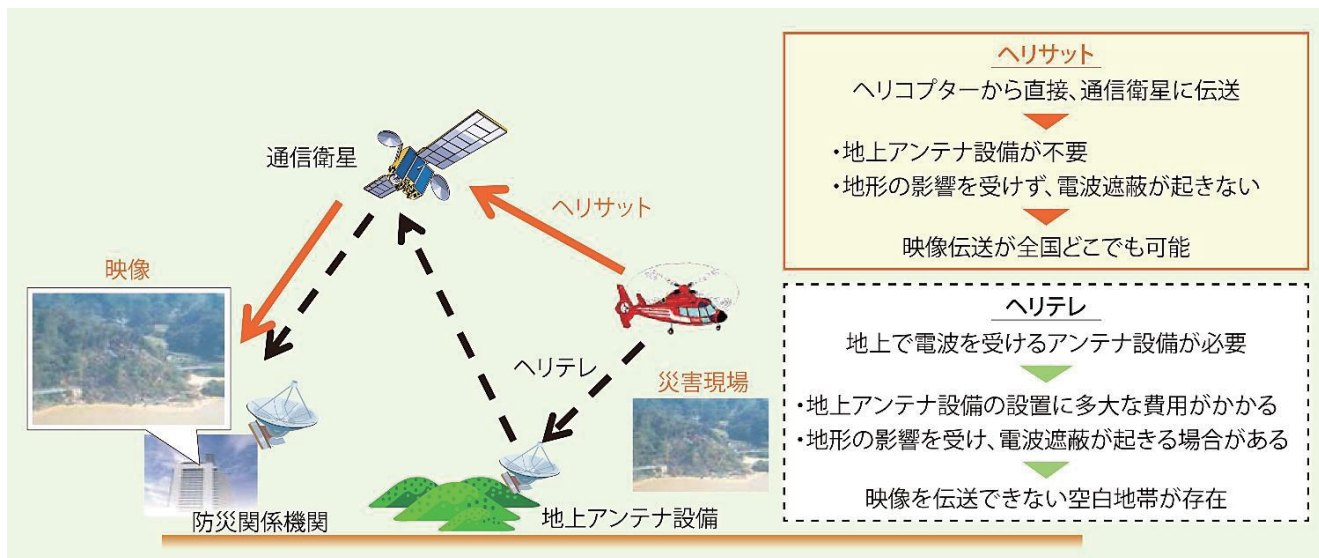 通信衛星
ヘリサット
映像
ヘリテレ
災害現場
防災関係機関
地上アンテナ設備
ヘリサット
ヘリコプターから直接、通信衛星に伝送
・地上アンテナ設備が不要
・地形の影響を受けず、電波遮蔽が起きない
映像伝送が全国どこでも可能
ヘリテレ
地上で電波を受けるアンテナ設備が必要
・地上アンテナ設備の設置に多大な費用がかかる
・地形の影響を受け、電波遮蔽が起きる場合がある
映像を伝送できない空白地帯が存在